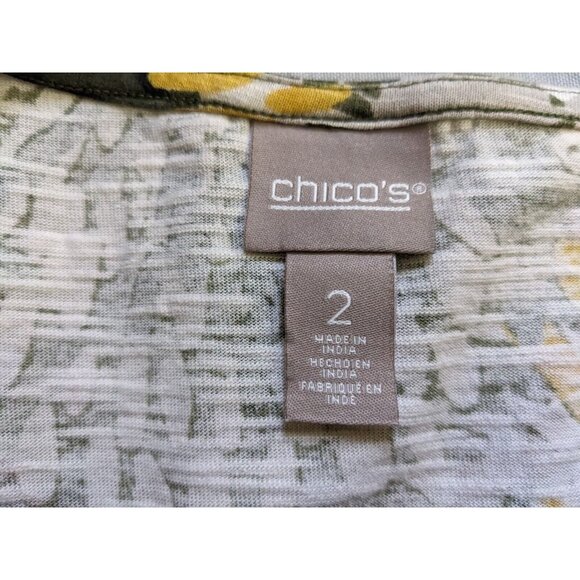 chico's®
2
MADE IN
INDIA
HECHO EN
INDIA
FABRIQUÉ EN
INDE